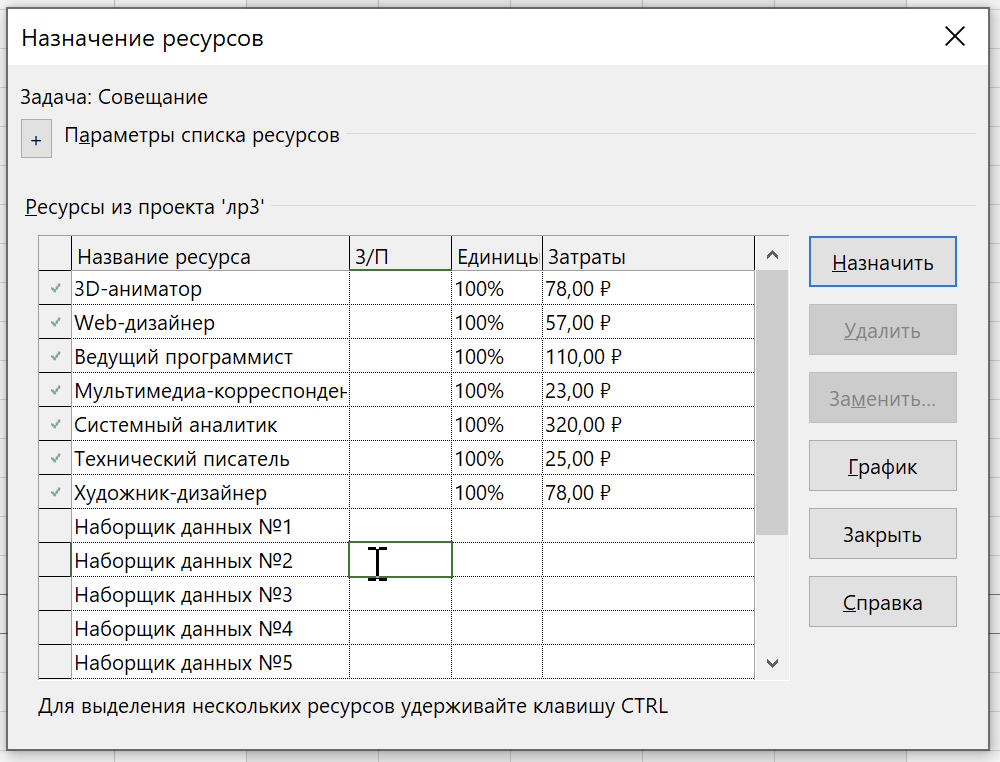 Назначение ресурсов
Задача: Совещание
+ Параметры списка ресурсов
Ресурсы из проекта 'лр3'
Название ресурса З/П Единицы Затраты
3D-аниматор 100% 78,00 ₽
Web-дизайнер 100% 57,00 ₽
Ведущий программист 100% 110,00 ₽
Мультимедиа-корреспонден 100% 23,00 ₽
Системный аналитик 100% 320,00 ₽
Технический писатель 100% 25,00 ₽
Художник-дизайнер 100% 78,00 ₽
Наборщик данных №1
Наборщик данных №2
Наборщик данных №3
Наборщик данных №4
Наборщик данных №5
Назначить
Удалить
Заменить...
График
Закрыть
Справка
Для выделения нескольких ресурсов удерживайте клавишу CTRL